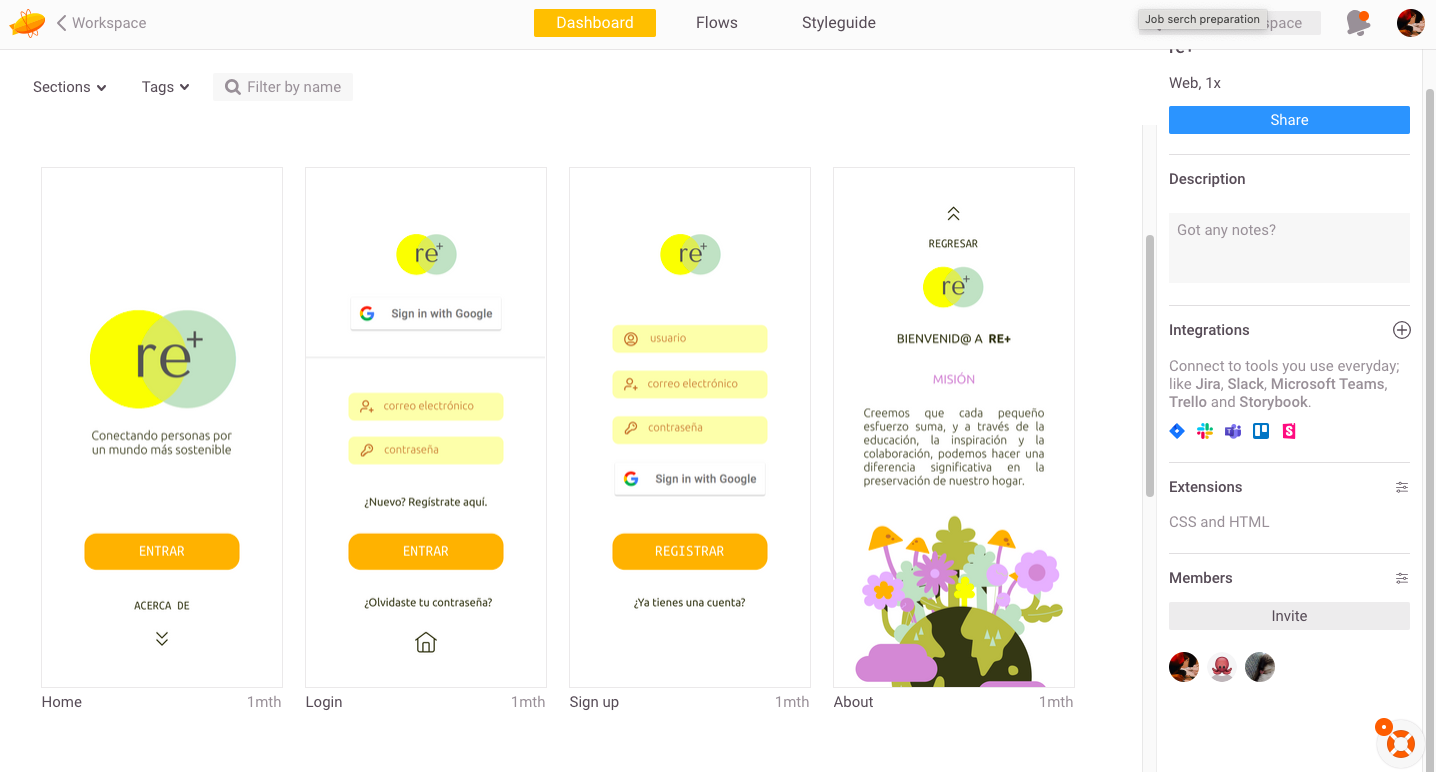 Workspace
Dashboard
Flows
Styleguide
Job serch preparation
space
Sections
Tags
Filter by name
re+
Conectando personas por
un mundo más sostenible
ENTRAR
ACERCA DE
Home
1mth
re+
Sign in with Google
correo electrónico
contraseña
¿Nuevo? Regístrate aquí.
ENTRAR
¿Olvidaste tu contraseña?
Login
1mth
re+
usuario
correo electrónico
contraseña
Sign in with Google
REGISTRAR
¿Ya tienes una cuenta?
Sign up
1mth
REGRESAR
re+
BIENVENID@ A RE+
MISIÓN
Creemos que cada pequeño
esfuerzo suma, y a través de la
educación, la inspiración y la
colaboración, podemos hacer una
diferencia significativa en la
preservación de nuestro hogar.
About
1mth
re+
Web, 1x
Share
Description
Got any notes?
Integrations
Connect to tools you use everyday;
like Jira, Slack, Microsoft Teams,
Trello and Storybook.
Extensions
CSS and HTML
Members
Invite